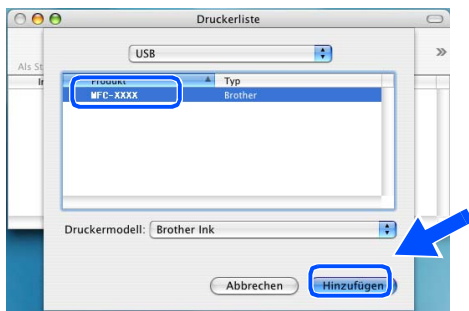 Druckerliste
USB
Als St
Produkt Typ
MFC-XXXX Brother
Druckermodell: Brother Ink
Abbrechen Hinzufügen